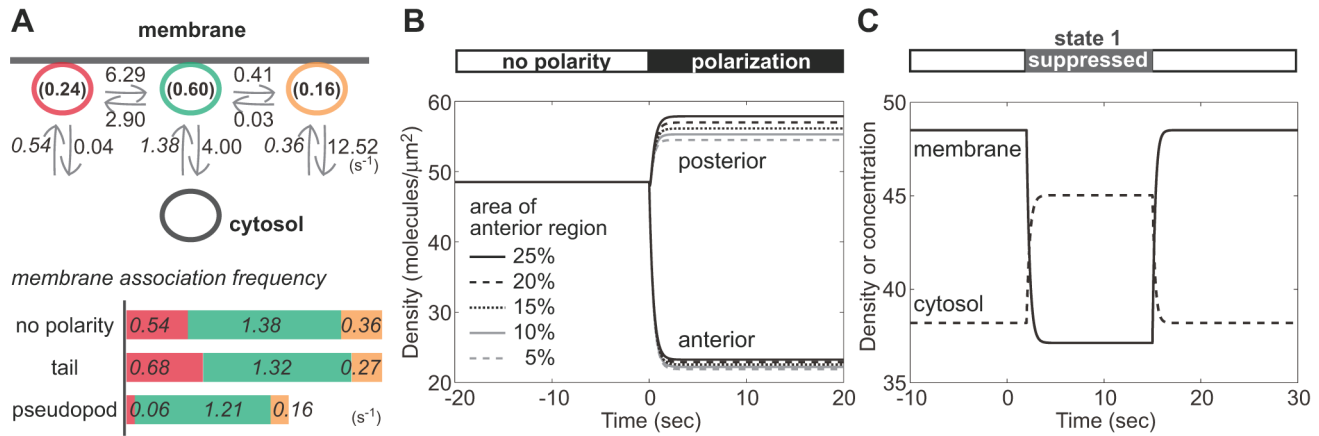 A
membrane
(0.24) 6.29 2.90 (0.60) 0.41 0.03 (0.16)
0.54 0.04 1.38 4.00 0.36 12.52
(s⁻¹)
cytosol
membrane association frequency
no polarity 0.54 1.38 0.36
tail 0.68 1.32 0.27
pseudopod 0.06 1.21 0.16 (s⁻¹)
B
no polarity polarization
Density (molecules/μm²)
60
50
40
30
20
posterior
area of
anterior region
25%
20%
15%
10%
5%
anterior
-20 -10 0 10 20
Time (sec)
C
state 1
suppressed
Density or concentration
50
45
40
35
membrane
cytosol
-10 0 10 20 30
Time (sec)